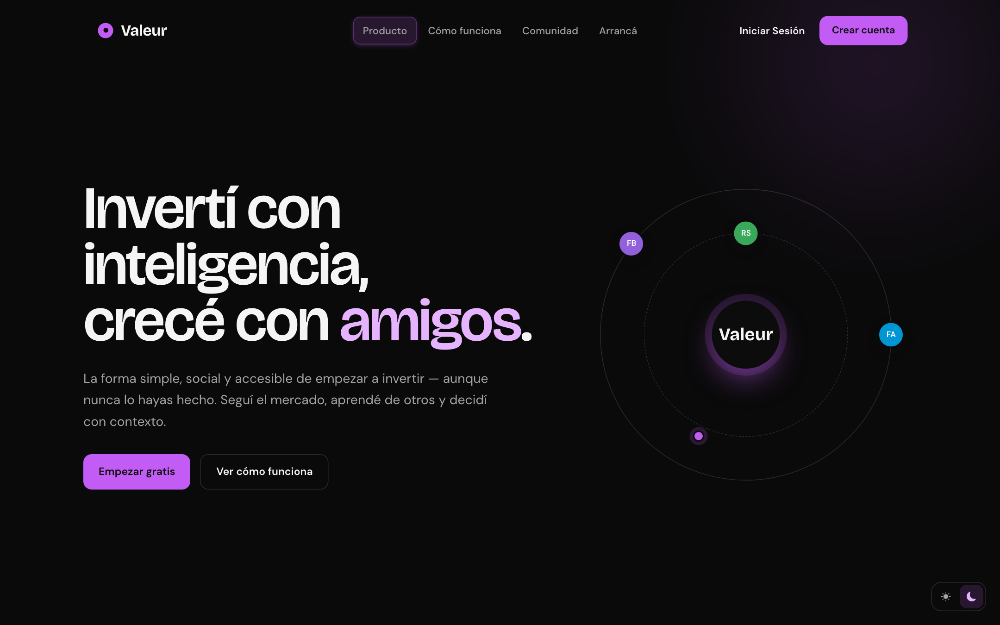 Valeur
Producto
Cómo funciona
Comunidad
Arrancá
Iniciar Sesión
Crear cuenta
Invertí con
inteligencia,
crecé con amigos.
La forma simple, social y accesible de empezar a invertir — aunque
nunca lo hayas hecho. Seguí el mercado, aprendé de otros y decidí
con contexto.
Empezar gratis
Ver cómo funciona
FB
RS
Valeur
FA